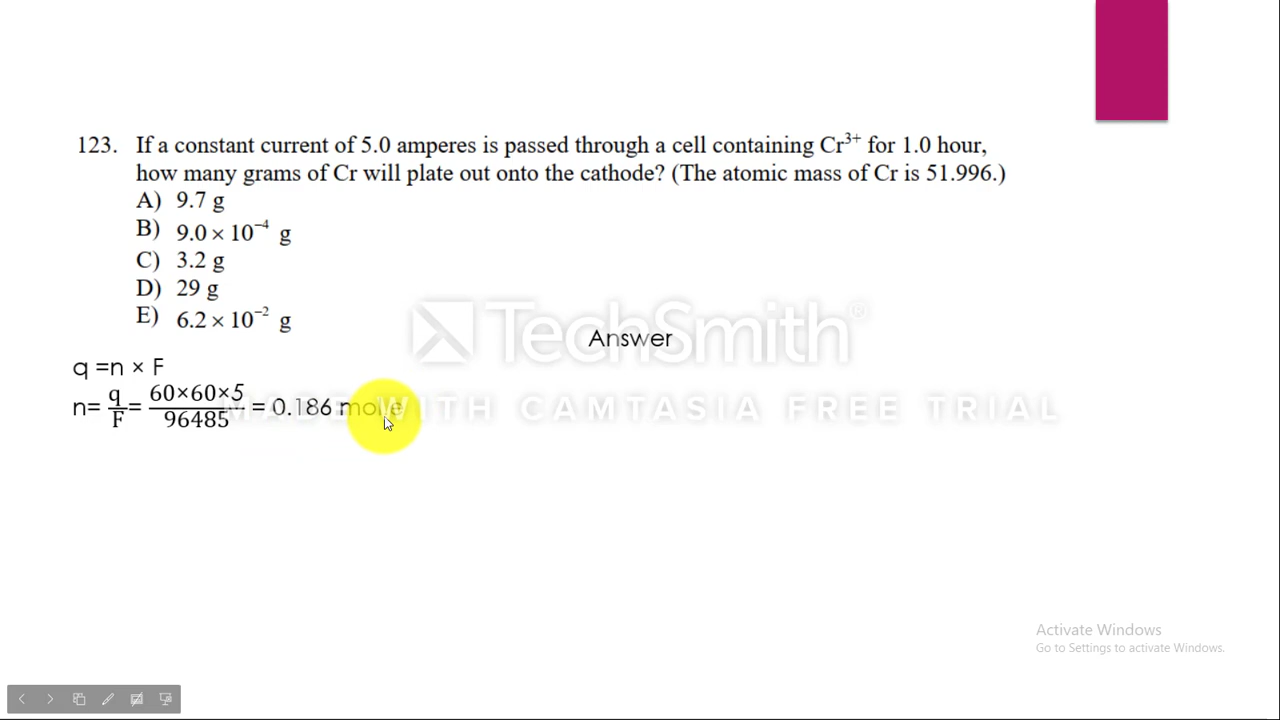 123. If a constant current of 5.0 amperes is passed through a cell containing Cr³⁺ for 1.0 hour,
how many grams of Cr will plate out onto the cathode? (The atomic mass of Cr is 51.996.)
A) 9.7 g
B) 9.0 × 10⁻⁴ g
C) 3.2 g
D) 29 g
E) 6.2 × 10⁻² g
TechSmith®
Answer
q =n × F
n= q/F = 60×60×5/96485 = 0.186 mole
MADE WITH CAMTASIA FREE TRIAL
Activate Windows
Go to Settings to activate Windows.